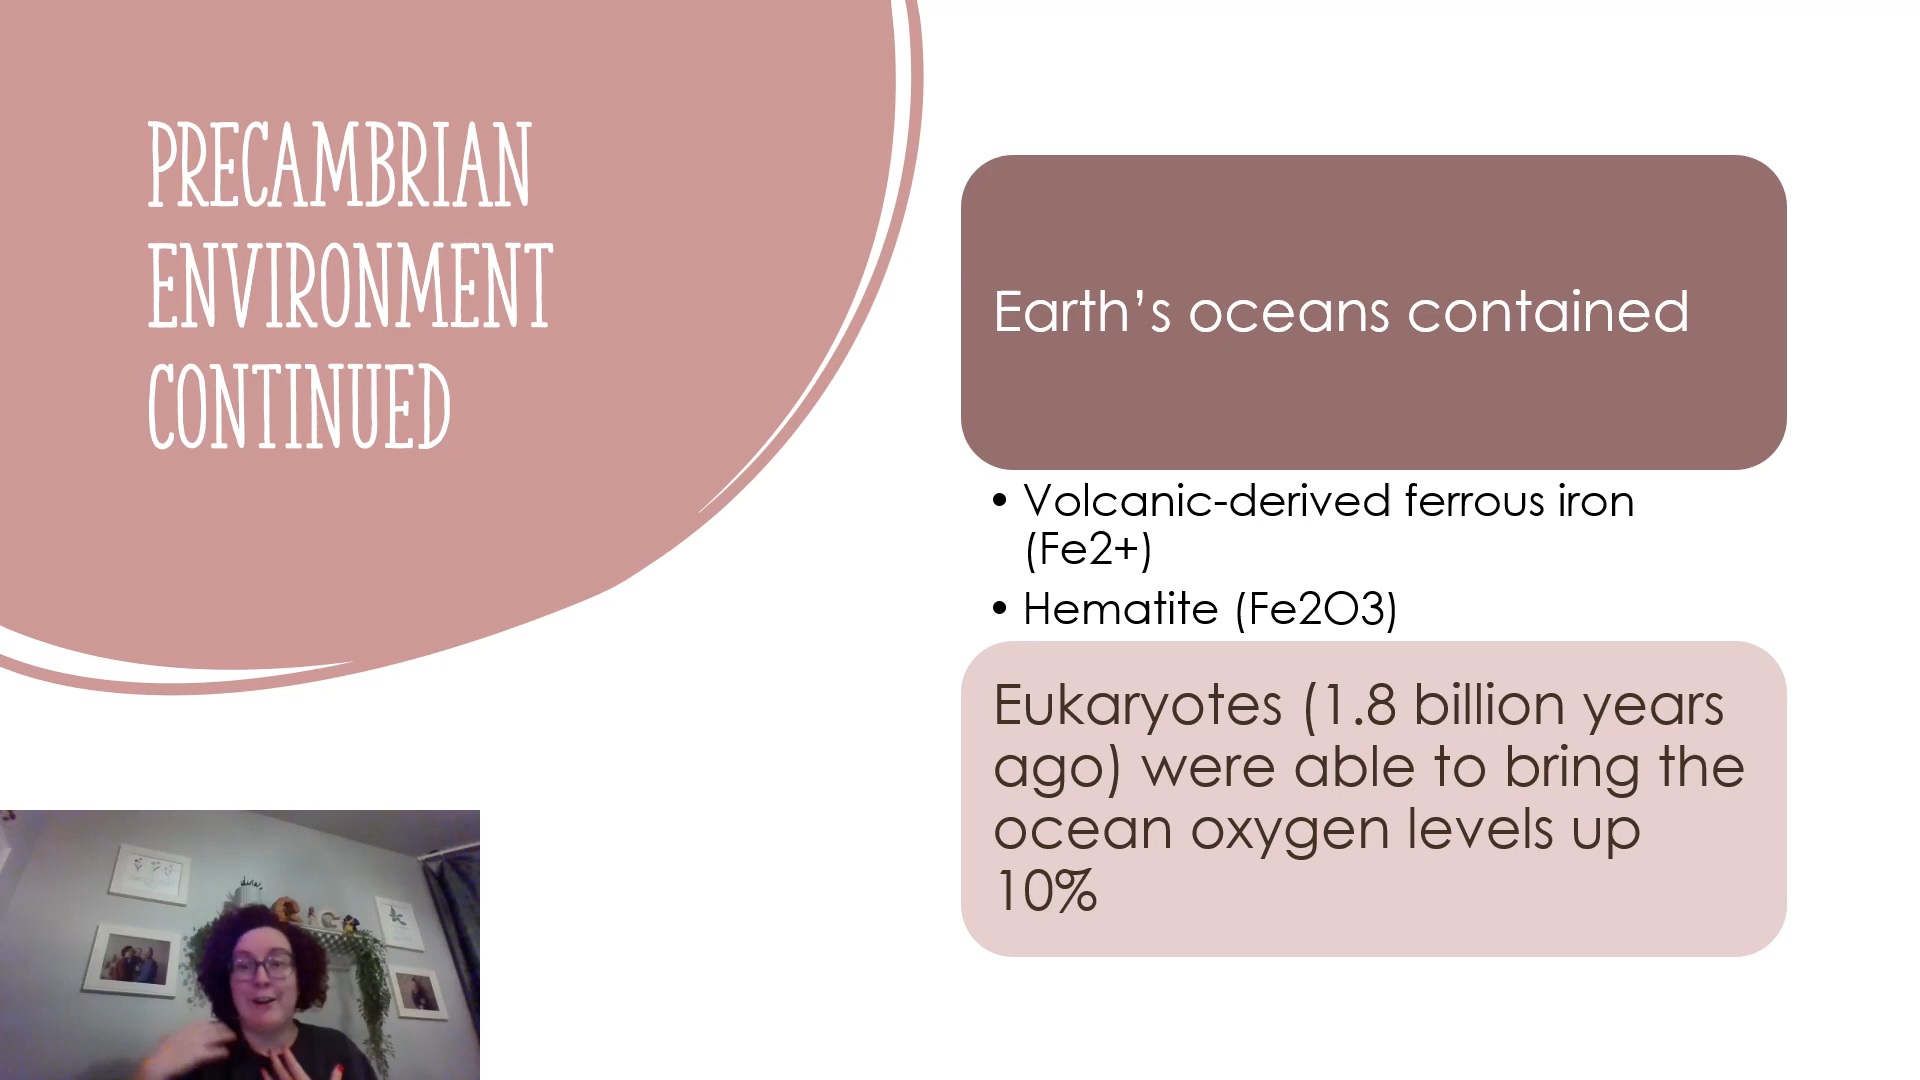 PRECAMBRIAN
ENVIRONMENT
CONTINUED
Earth’s oceans contained
• Volcanic-derived ferrous iron
(Fe2+)
• Hematite (Fe2O3)
Eukaryotes (1.8 billion years
ago) were able to bring the
ocean oxygen levels up
10%